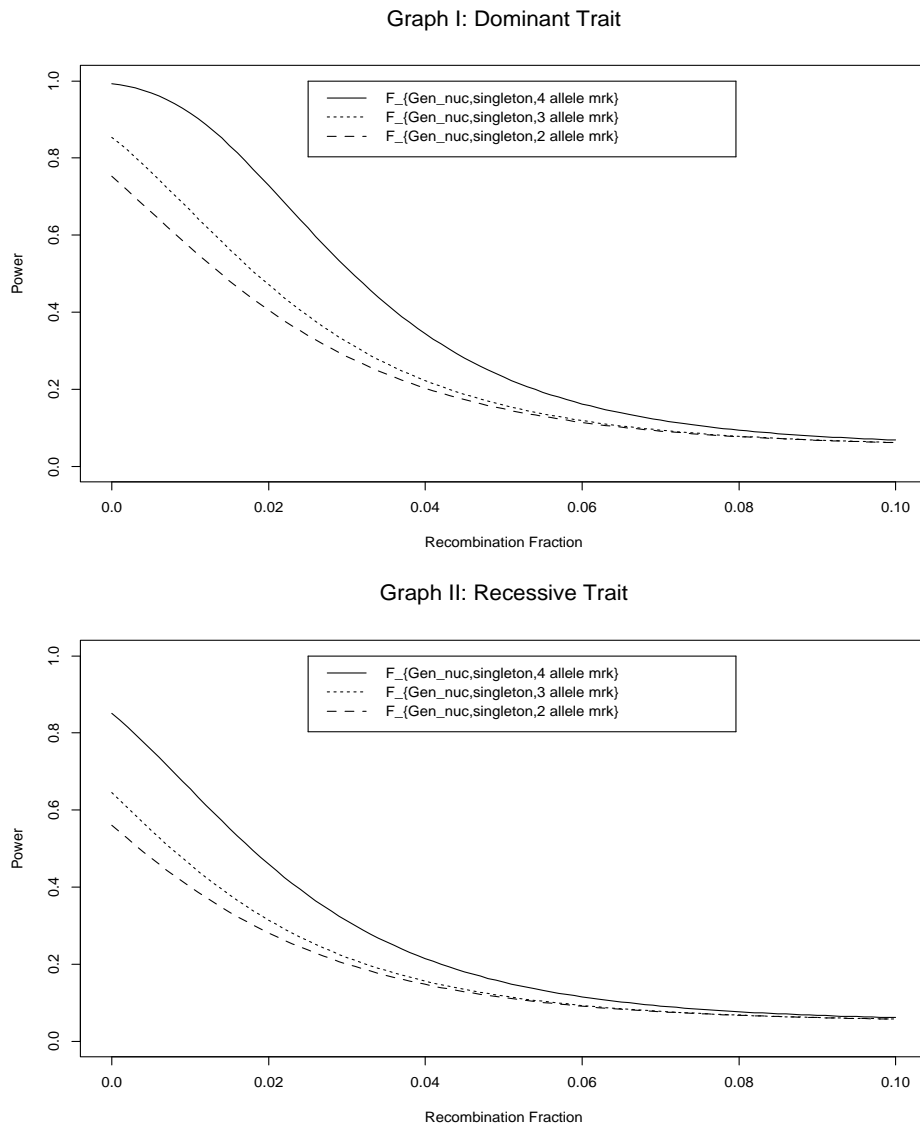 Graph I: Dominant Trait
F_{Gen_nuc,singleton,4 allele mrk}
F_{Gen_nuc,singleton,3 allele mrk}
F_{Gen_nuc,singleton,2 allele mrk}
Power
1.0
0.8
0.6
0.4
0.2
0.0
0.0 0.02 0.04 0.06 0.08 0.10
Recombination Fraction
Graph II: Recessive Trait
F_{Gen_nuc,singleton,4 allele mrk}
F_{Gen_nuc,singleton,3 allele mrk}
F_{Gen_nuc,singleton,2 allele mrk}
Power
1.0
0.8
0.6
0.4
0.2
0.0
0.0 0.02 0.04 0.06 0.08 0.10
Recombination Fraction